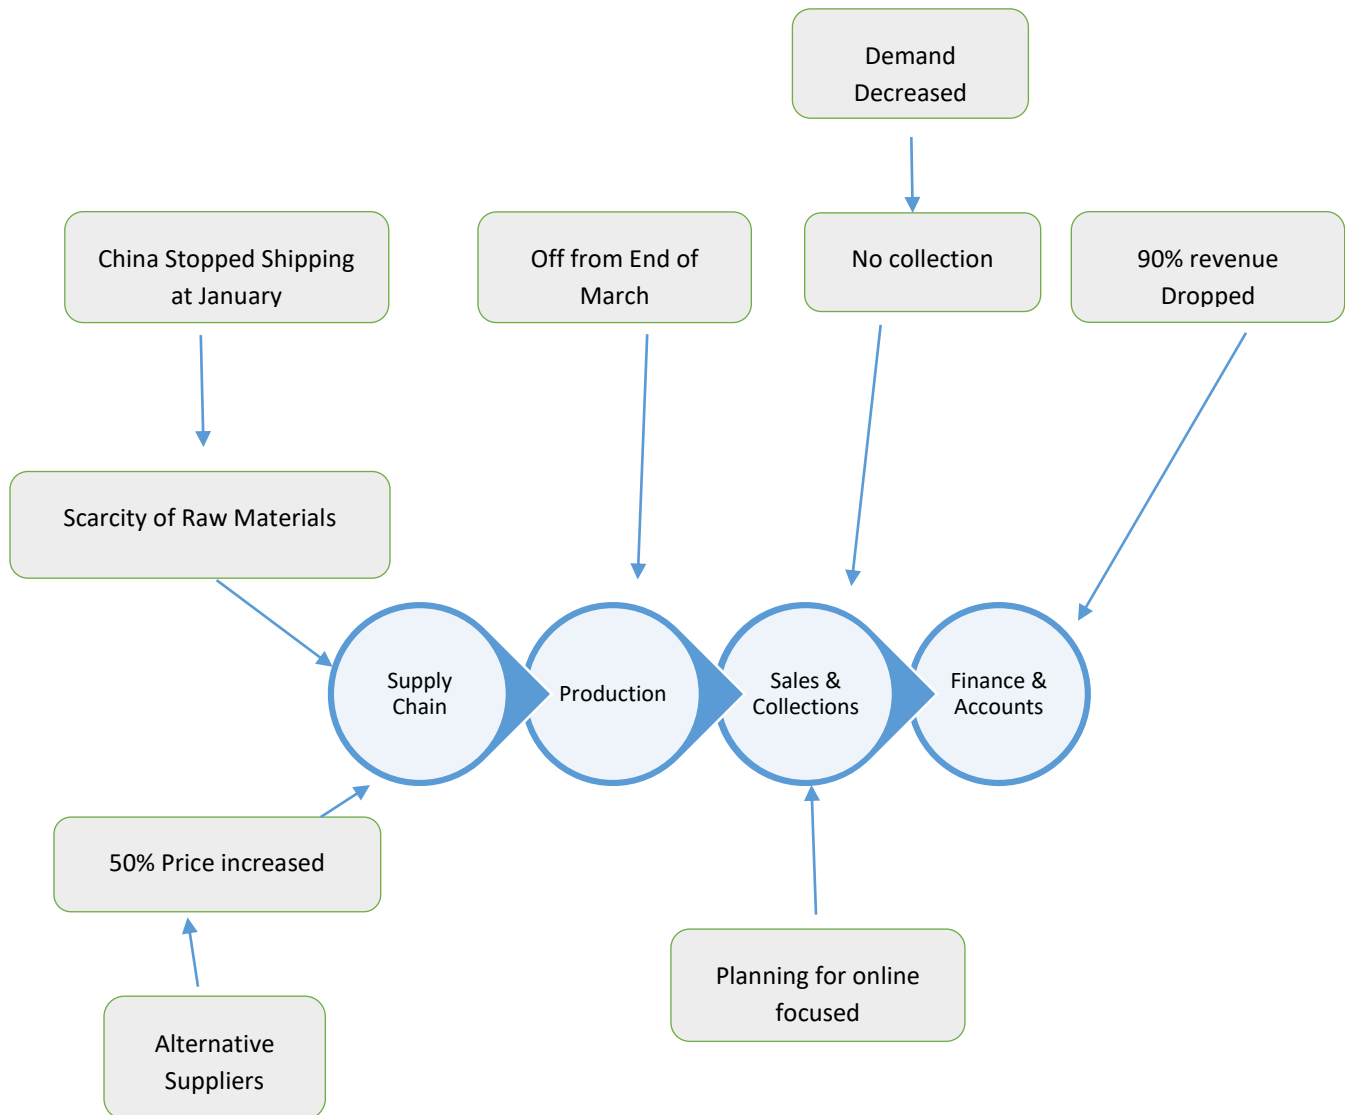 Demand
Decreased
China Stopped Shipping
at January
Off from End of
March
No collection
90% revenue
Dropped
Scarcity of Raw Materials
Supply
Chain
Production
Sales &
Collections
Finance &
Accounts
50% Price increased
Planning for online
focused
Alternative
Suppliers